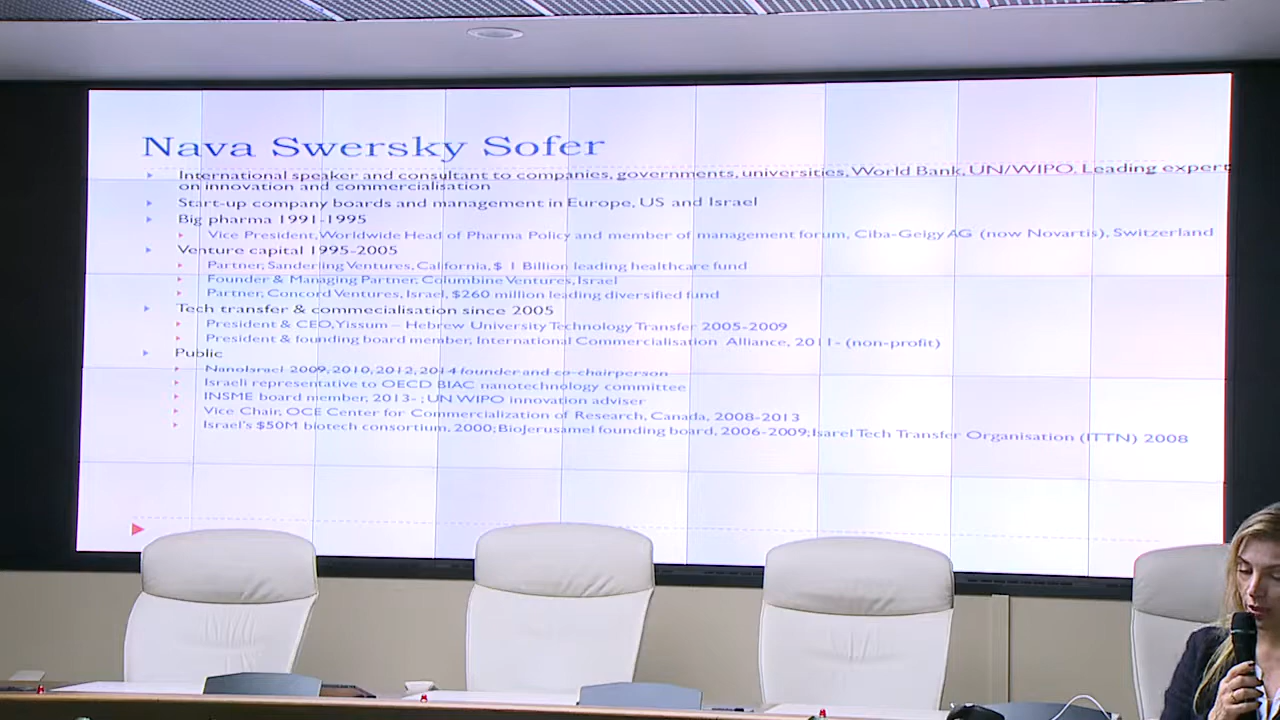 Nava Swersky Sofer
International speaker and consultant to companies, governments, universities, World Bank, UN/WIPO. Leading expert
on innovation and commercialisation
Start-up company boards and management in Europe, US and Israel
Big pharma 1991-1995
Vice President, Worldwide Head of Pharma Policy and member of management forum, Ciba-Geigy AG (now Novartis), Switzerland
Venture capital 1995-2005
Partner, Sanderling Ventures, California, $ 1 Billion leading healthcare fund
Founder & Managing Partner, Columbine Ventures, Israel
Partner, Concord Ventures, Israel, $260 million leading diversified fund
Tech transfer & commecialisation since 2005
President & CEO, Yissum – Hebrew University Technology Transfer 2005-2009
President & founding board member, International Commercialisation Alliance, 2011- (non-profit)
Public
NanoIsrael 2009, 2010, 2012, 2014 founder and co-chairperson
Israeli representative to OECD BIAC nanotechnology committee
INSME board member, 2013- ; UN WIPO innovation adviser
Vice Chair, OCE Center for Commercialization of Research, Canada, 2008-2013
Israel's $50M biotech consortium, 2000; BioJerusamel founding board, 2006-2009; Isarel Tech Transfer Organisation (ITTN) 2008